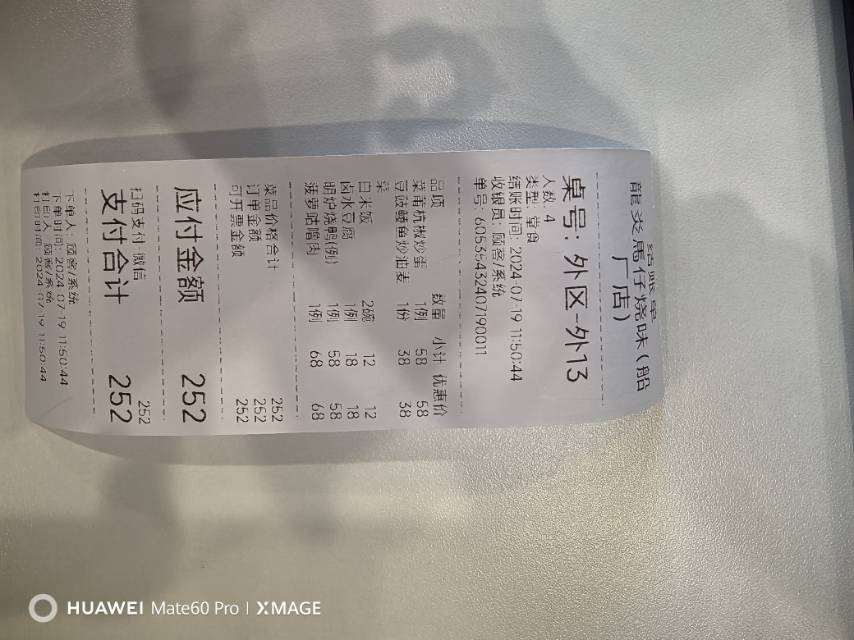 结账单
龍炎馬仔烧味(船
厂店)
桌号: 外区-外13
人数: 4
类型: 堂食
结账时间: 2024-07-19 11:50:44
收银员: 顾客/系统
单号: 605354324071900​11
品项 数量 小计 优惠价
菜莆杭椒炒蛋 1例 58 58
豆豉鲮鱼炒油麦 1份 38 38
菜
白米饭 2碗 12 12
卤水豆腐 1例 18 18
明炉烧鸭(例) 1例 58 58
菠萝咕噜肉 1例 68 68
菜品价格合计 252
订单金额 252
可开票金额 252
应付金额 252
扫码支付-微信 252
支付合计 252
下单人: 顾客/系统
下单时间: 2024-07-19 11:50:44
打印人: 顾客/系统
打印时间: 2024-07-19 11:50:44
HUAWEI Mate60 Pro | XMAGE